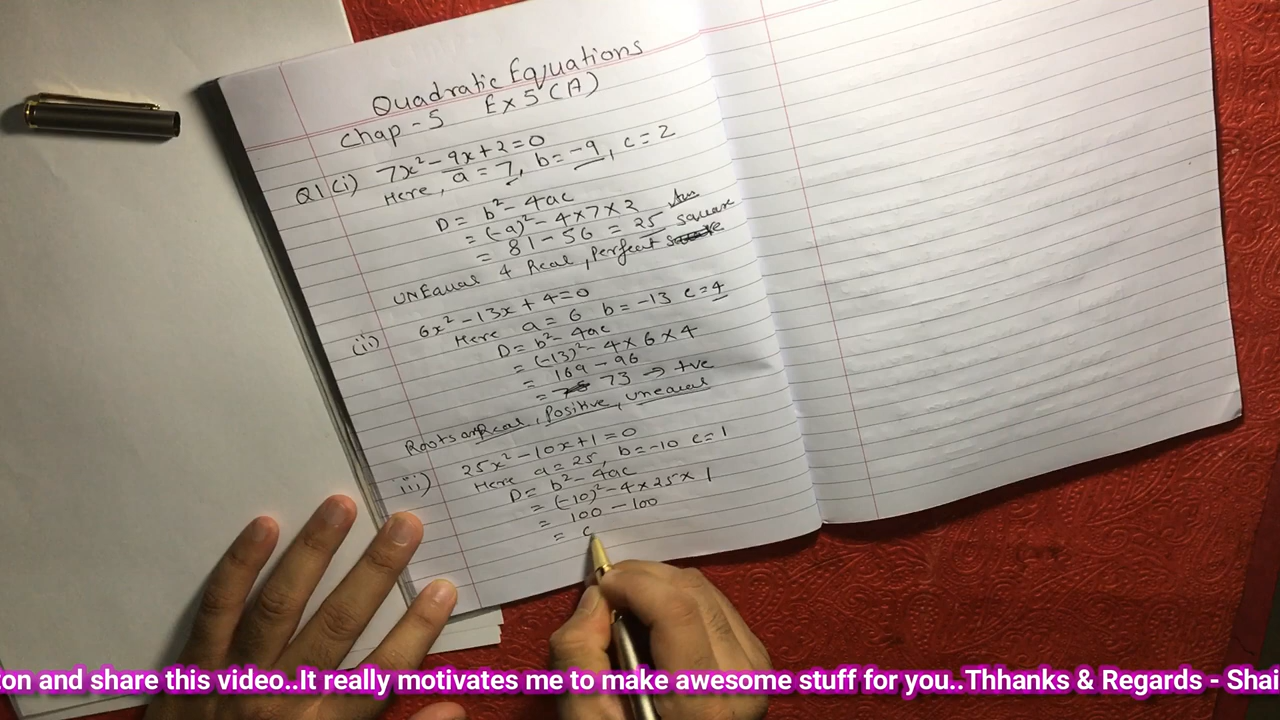 Quadratic Equations
Chap - 5 Ex 5 (A)
Q1 (i) 7x² - 9x + 2 = 0
Here, a = 7, b = -9, c = 2
D = b² - 4ac
= (-9)² - 4 × 7 × 2
= 81 - 56 = 25 Ans
UNEqual & Real, Perfect square
(ii) 6x² - 13x + 4 = 0
Here a = 6 b = -13 c = 4
D = b² - 4ac
= (-13)² - 4 × 6 × 4
= 169 - 96
= 73 → +ve
Roots are Real, Positive, unequal
iii) 25x² - 10x + 1 = 0
Here a = 25, b = -10 c = 1
D = b² - 4ac
= (-10)² - 4 × 25 × 1
= 100 - 100
=
on and share this video..It really motivates me to make awesome stuff for you..Thhanks & Regards - Shai